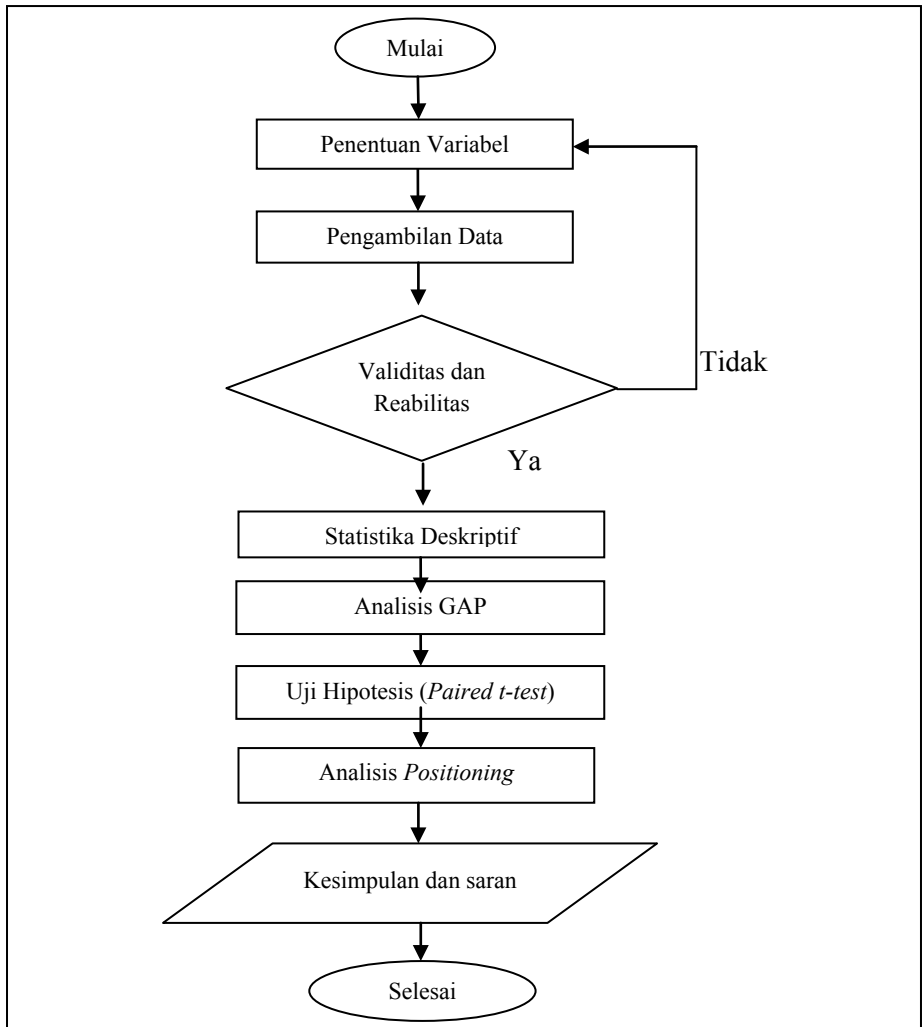 Mulai
Penentuan Variabel
Pengambilan Data
Validitas dan
Reabilitas
Tidak
Ya
Statistika Deskriptif
Analisis GAP
Uji Hipotesis (Paired t-test)
Analisis Positioning
Kesimpulan dan saran
Selesai